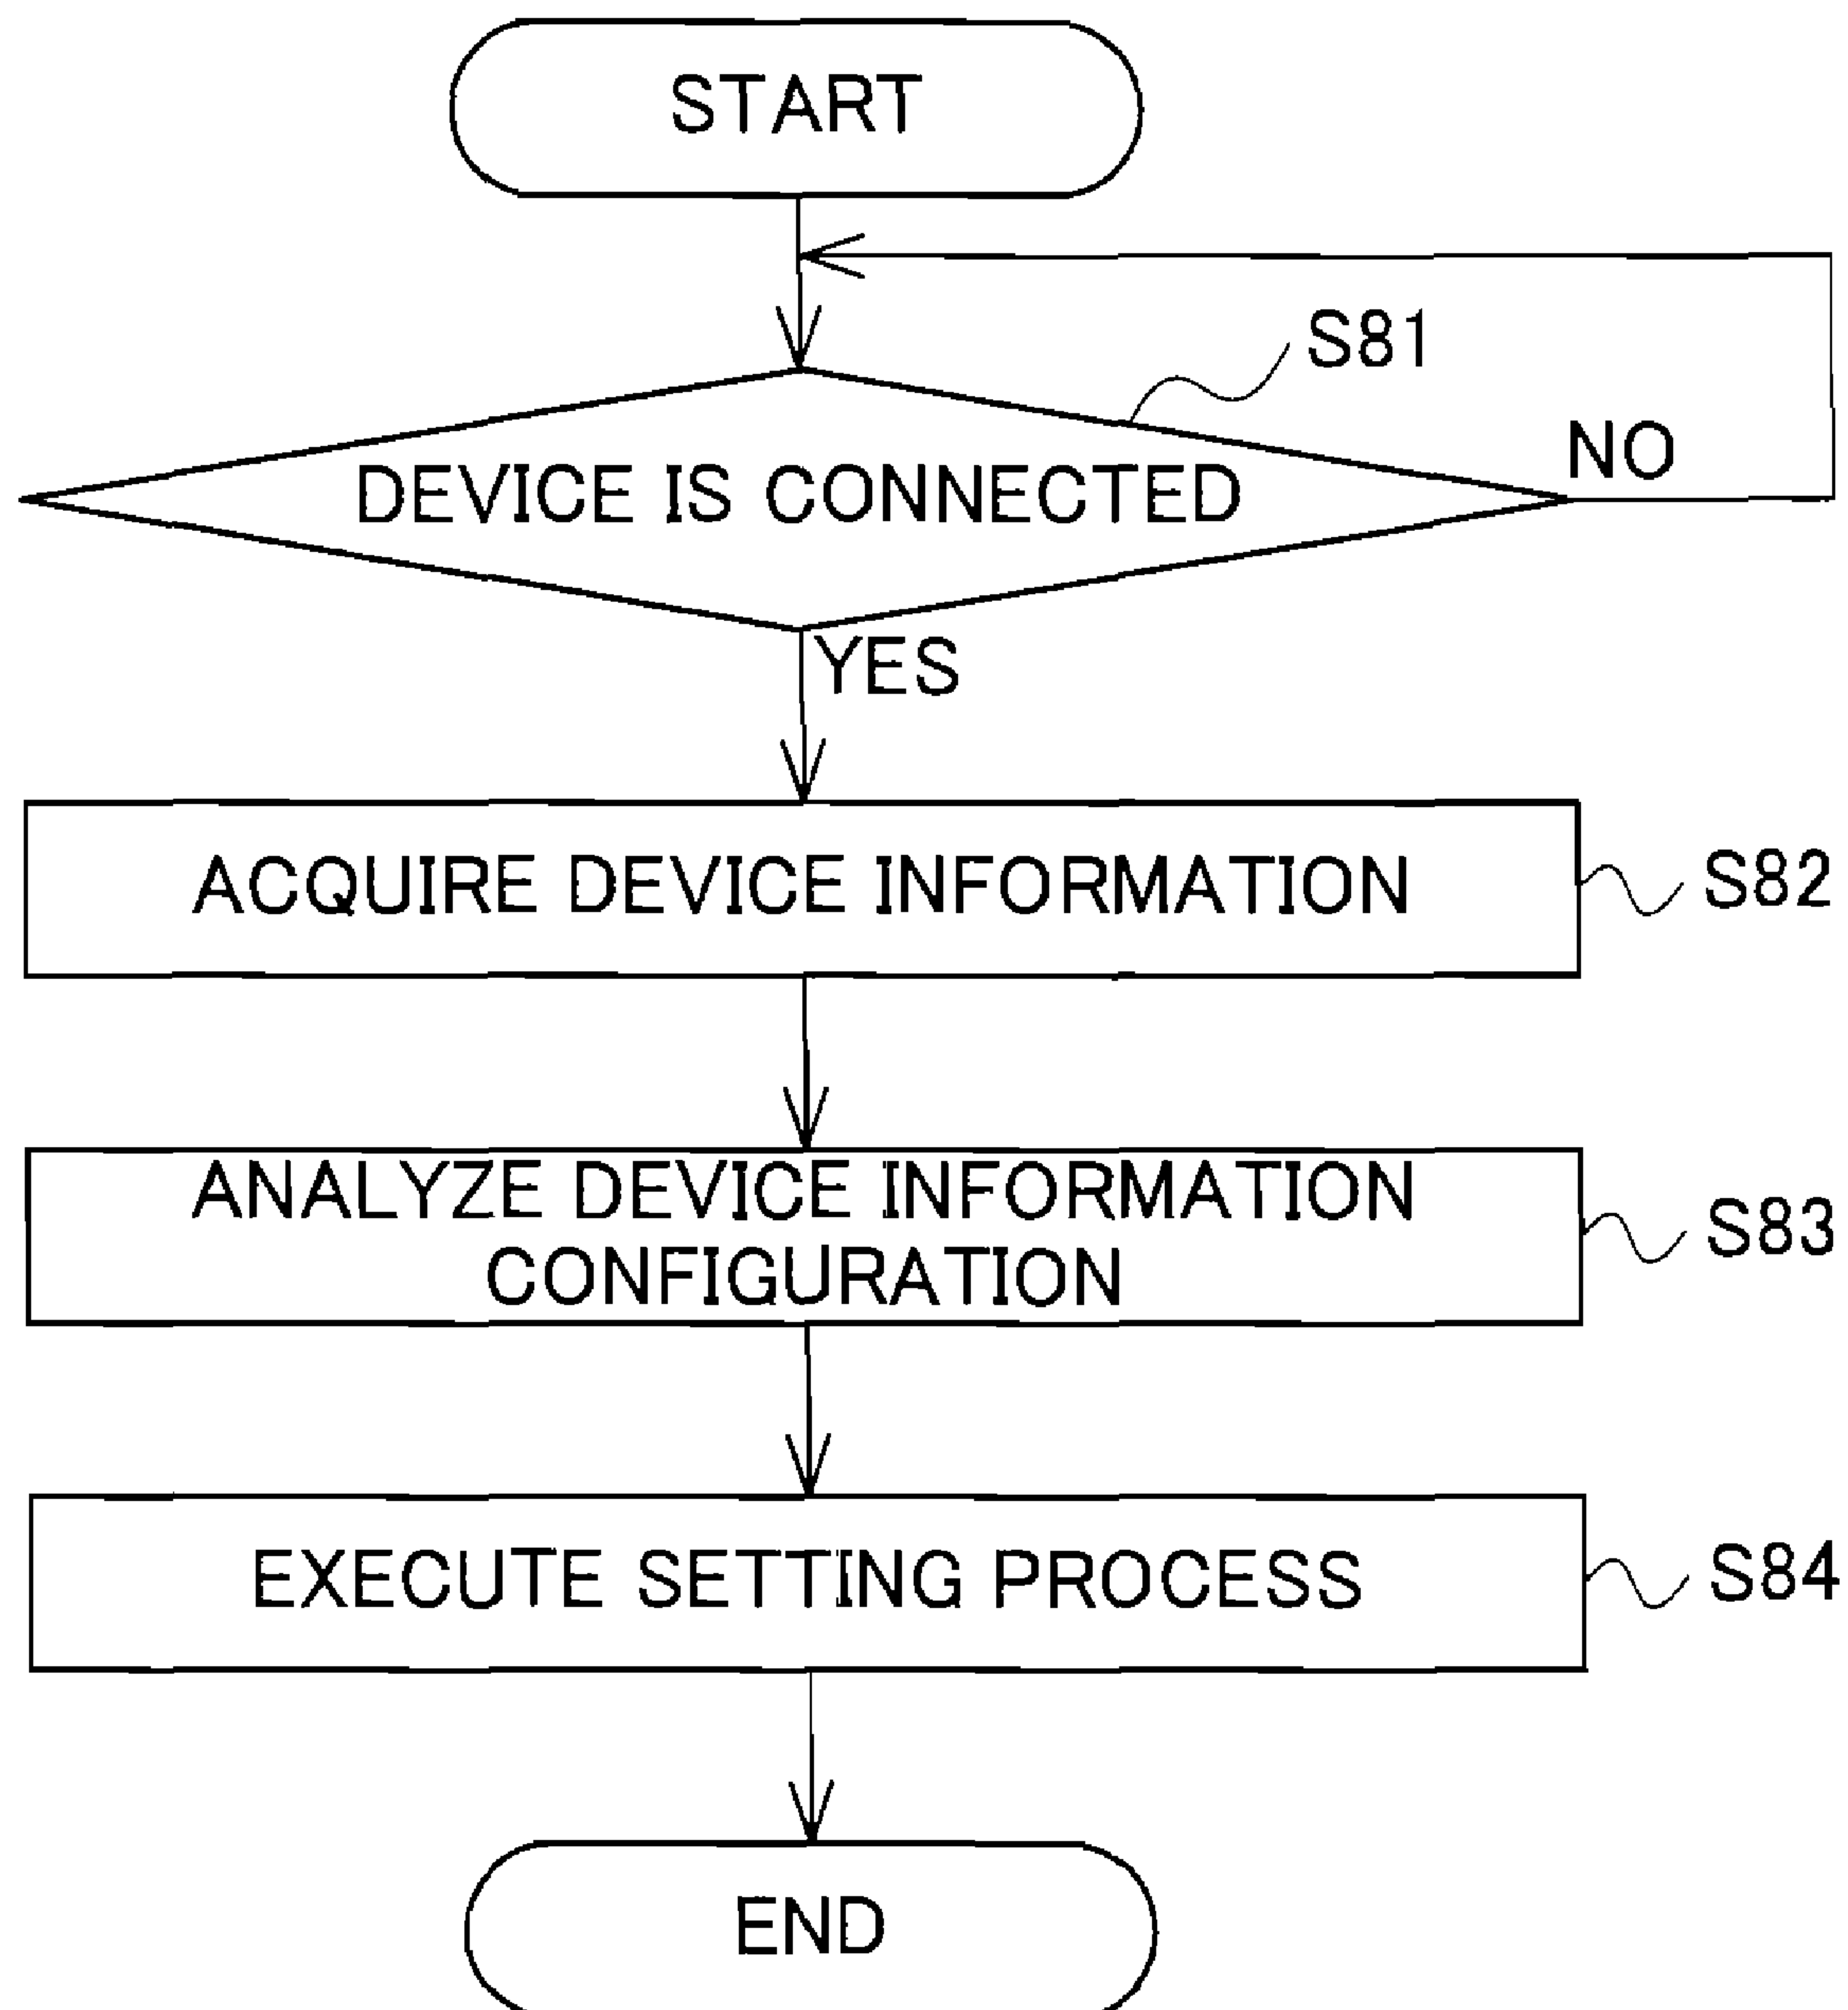 START
S81
DEVICE IS CONNECTED
NO
YES
ACQUIRE DEVICE INFORMATION
S82
ANALYZE DEVICE INFORMATION
CONFIGURATION
S83
EXECUTE SETTING PROCESS
S84
END